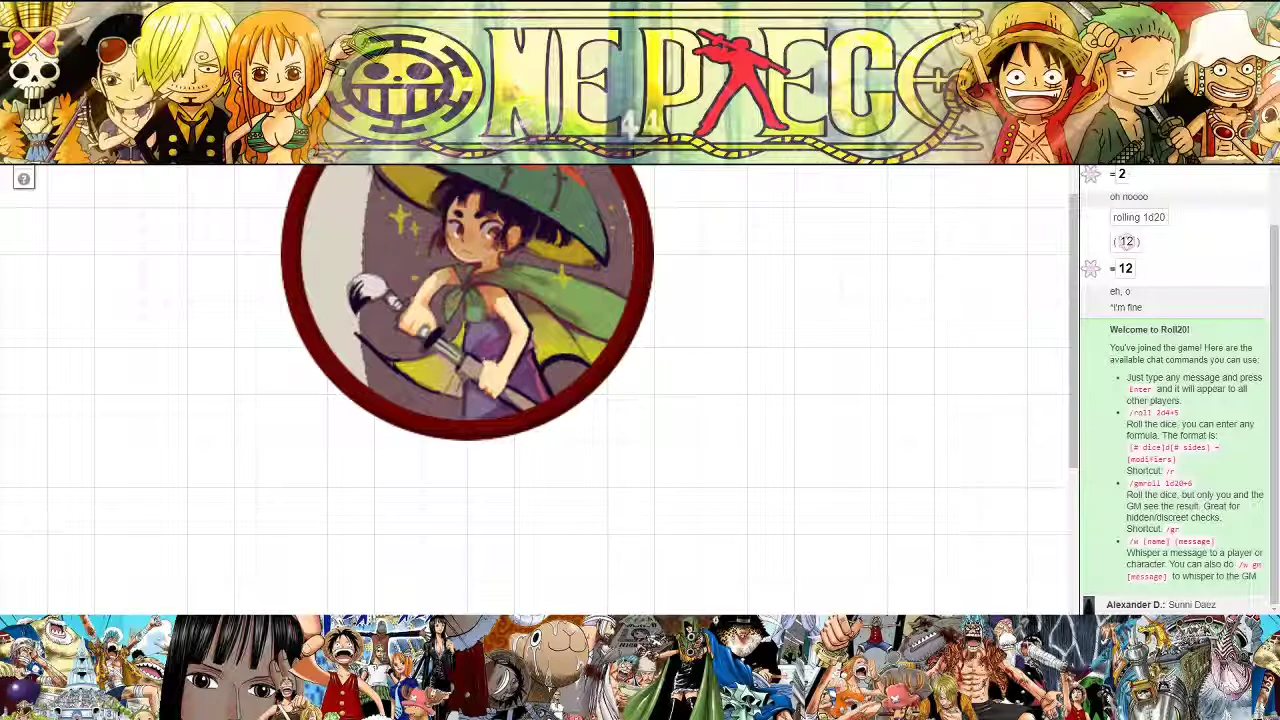 ONE PIECE
44
= 2
oh noooo
rolling 1d20
(12)
= 12
eh, o
*I'm fine
Welcome to Roll20!
You've joined the game! Here are the
available chat commands you can use:
Just type any message and press
enter and it will appear to all
other players.
/roll 2d4+5
Roll the dice, you can enter any
formula. The format is:
[# dice]d[# sides] +
[modifiers]
Shortcut: /r
/gmroll 1d20+6
Roll the dice, but only you and the
GM see the result. Great for
hidden/discreet checks.
Shortcut: /gr
/w [name] [message]
Whisper a message to a player or
character. You can also do /w gm
[message] to whisper to the GM
Alexander D.: Sunni Daez